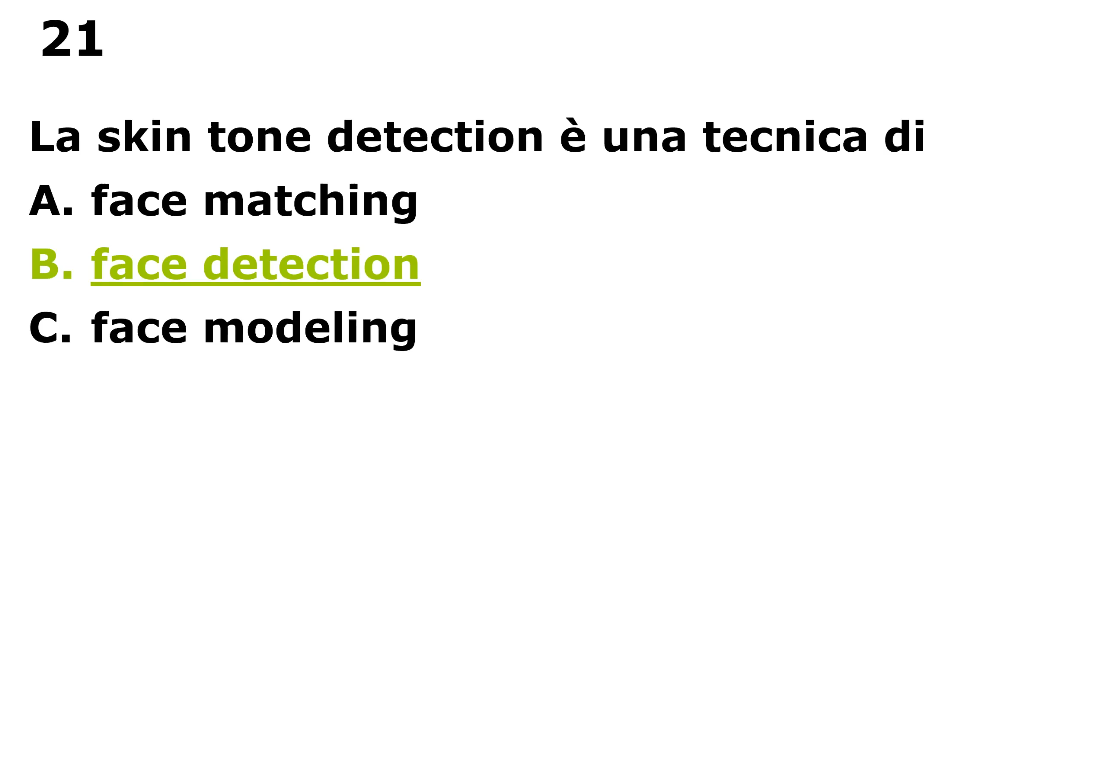 21
La skin tone detection è una tecnica di
A. face matching
B. face detection
C. face modeling